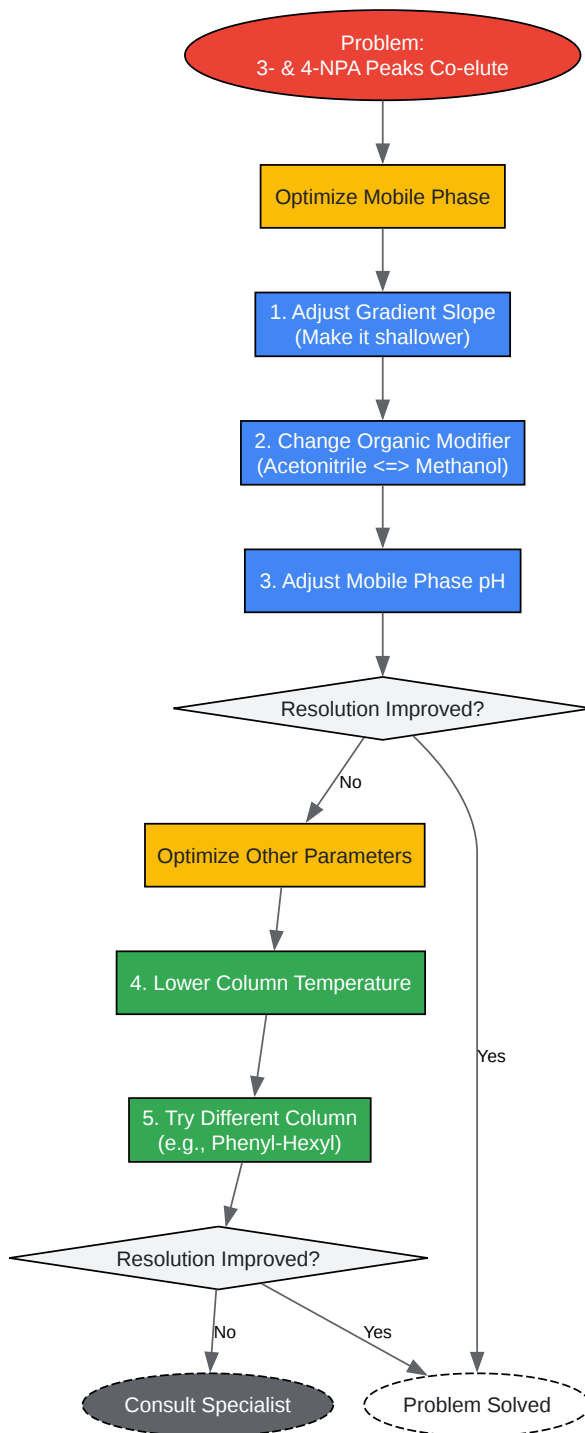 Problem:
3- & 4-NPA Peaks Co-elute
Optimize Mobile Phase
1. Adjust Gradient Slope
(Make it shallower)
2. Change Organic Modifier
(Acetonitrile <=> Methanol)
3. Adjust Mobile Phase pH
Resolution Improved?
No
Optimize Other Parameters
4. Lower Column Temperature
Yes
5. Try Different Column
(e.g., Phenyl-Hexyl)
Resolution Improved?
No
Yes
Consult Specialist
Problem Solved